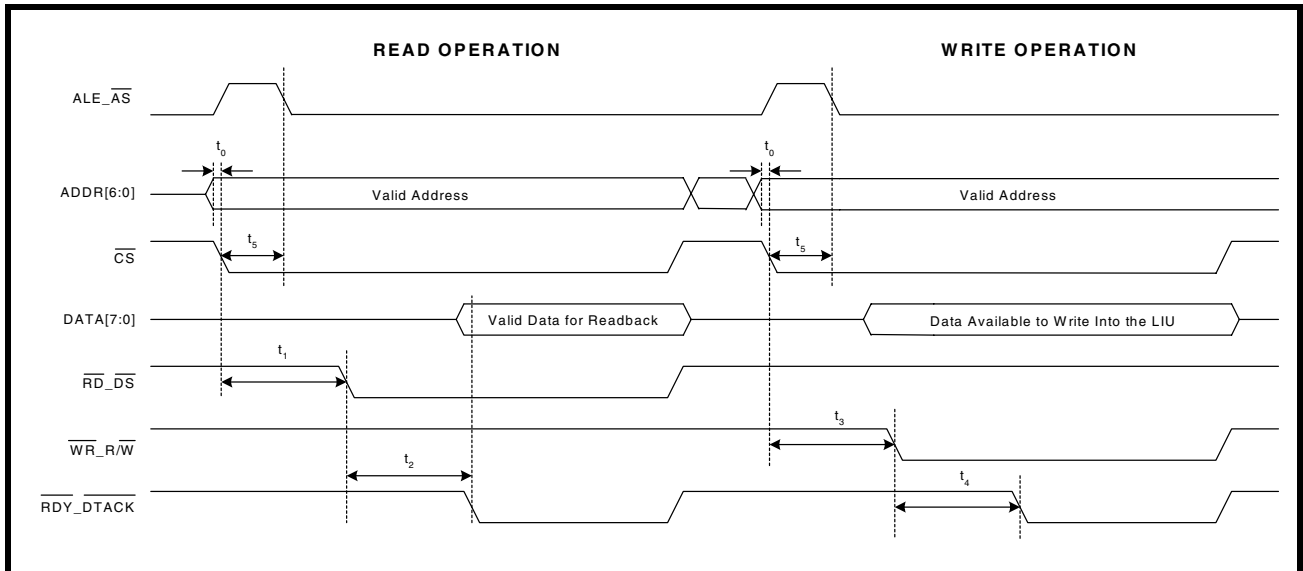 READ OPERATION WRITE OPERATION
ALE_AS
t0 t0
ADDR[6:0] Valid Address Valid Address
t5 t5
CS
DATA[7:0] Valid Data for Readback Data Available to Write Into the LIU
t1
RD_DS
t3
WR_R/W
t2 t4
RDY_DTACK